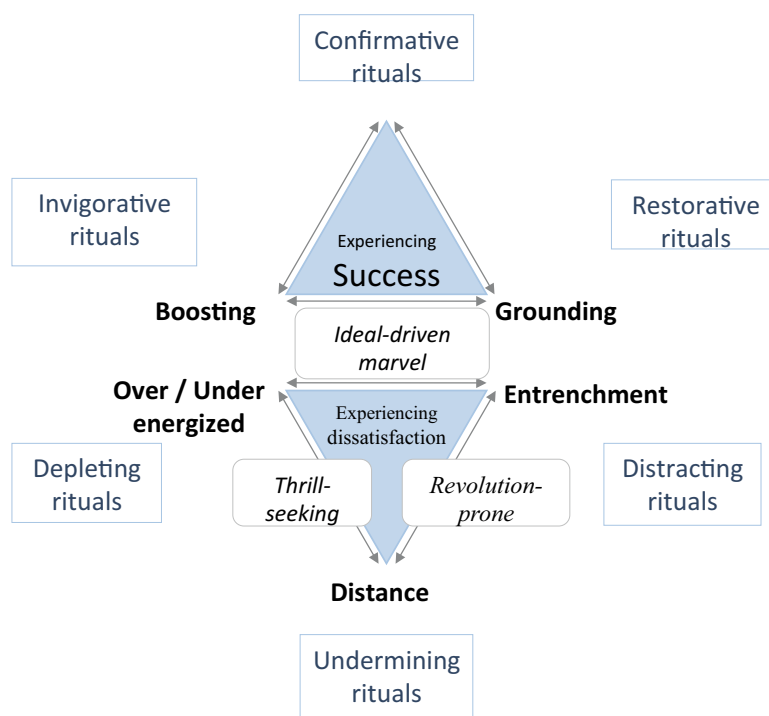 Confirmative
rituals
Invigorative
rituals
Restorative
rituals
Experiencing
Success
Boosting
Grounding
Ideal-driven
marvel
Over / Under
energized
Entrenchment
Experiencing
dissatisfaction
Depleting
rituals
Thrill-
seeking
Revolution-
prone
Distracting
rituals
Distance
Undermining
rituals